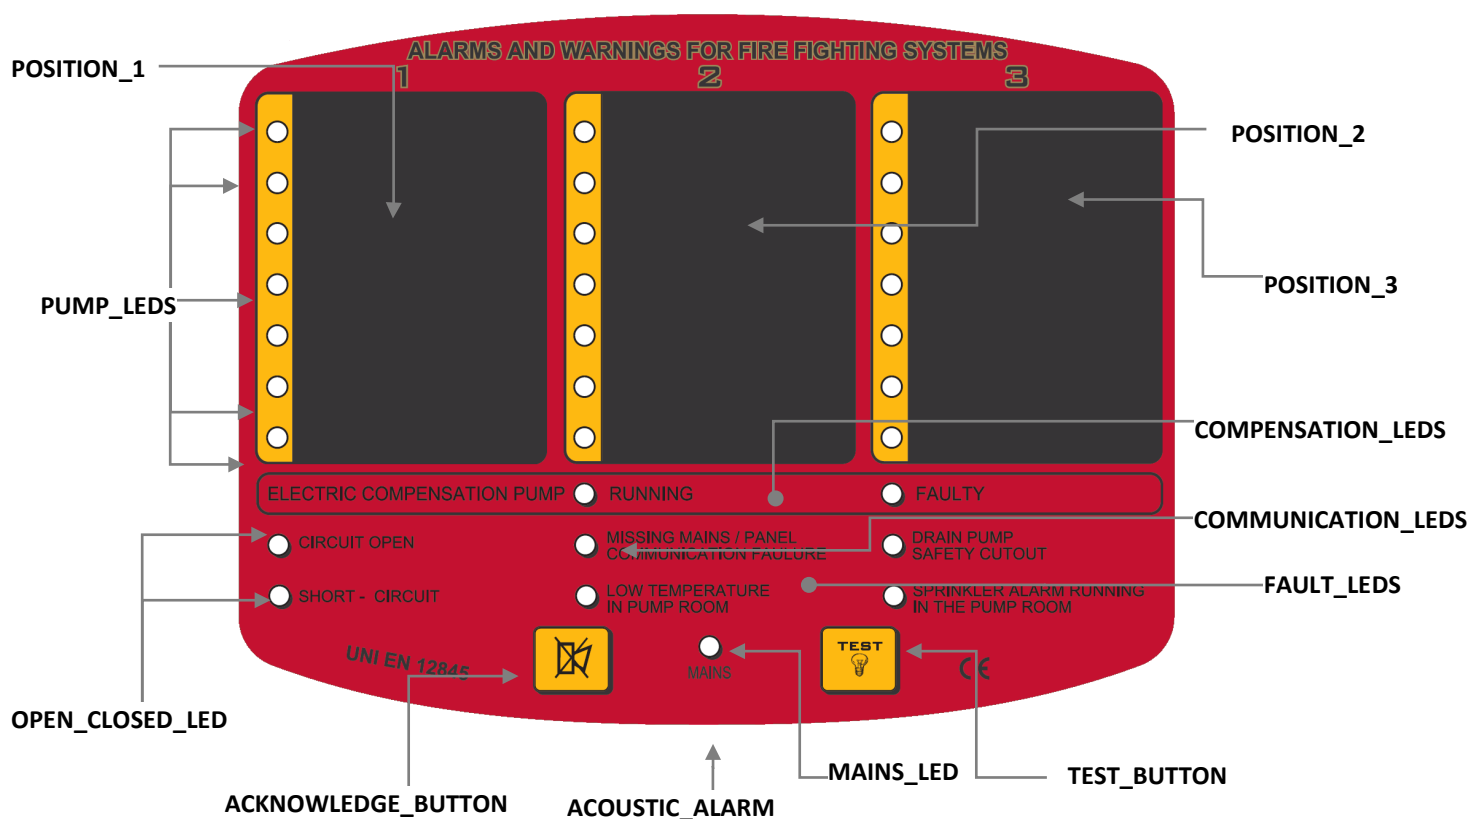 ALARMS AND WARNINGS FOR FIRE FIGHTING SYSTEMS
POSITION_1
1
2
3
POSITION_2
POSITION_3
PUMP_LEDS
COMPENSATION_LEDS
ELECTRIC COMPENSATION PUMP
RUNNING
FAULTY
COMMUNICATION_LEDS
CIRCUIT OPEN
MISSING MAINS / PANEL
COMMUNICATION FAULURE
DRAIN PUMP
SAFETY CUTOUT
FAULT_LEDS
SHORT - CIRCUIT
LOW TEMPERATURE
IN PUMP ROOM
SPRINKLER ALARM RUNNING
IN THE PUMP ROOM
UNI EN 12845
MAINS
TEST
CE
OPEN_CLOSED_LED
MAINS_LED
TEST_BUTTON
ACKNOWLEDGE_BUTTON
ACOUSTIC_ALARM